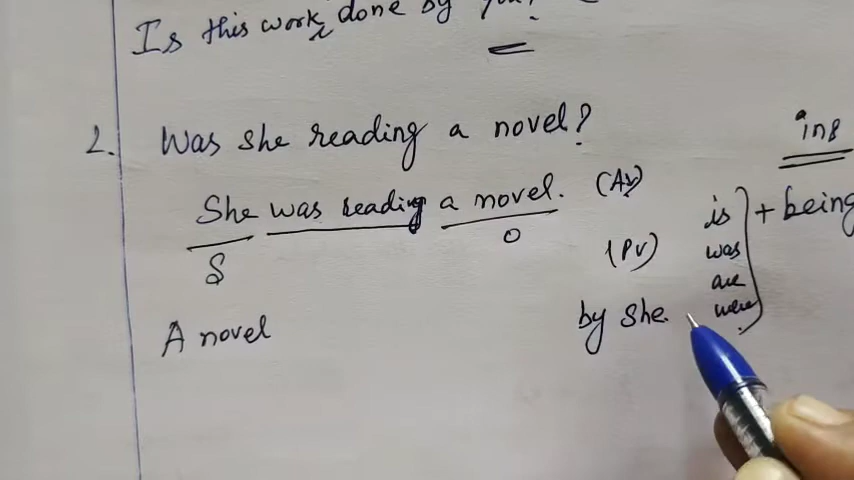 Is this work done by you?
2. Was she reading a novel?
ing
She was reading a novel. (AV)
S
O
is
was
are
were
+ being
(PV)
A novel
by she.